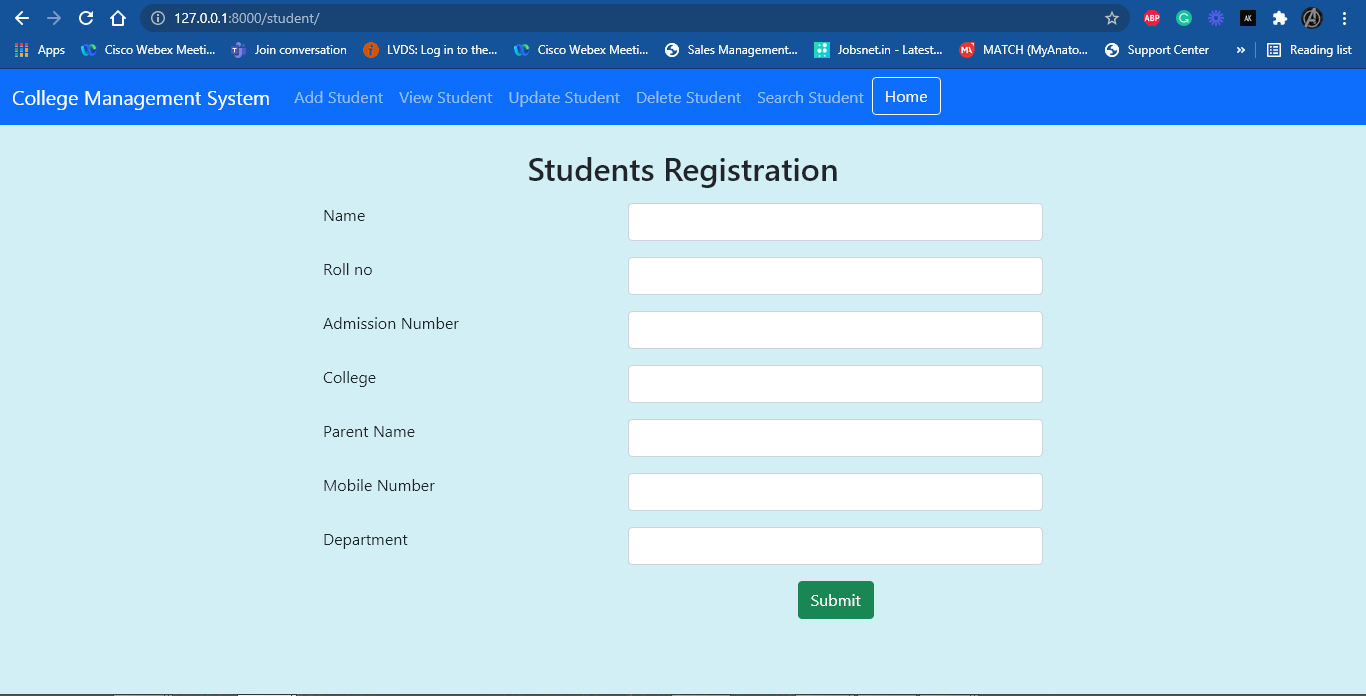 127.0.0.1:8000/student/
ABP G AK
Apps Cisco Webex Meeti... Join conversation LVDS: Log in to the... Cisco Webex Meeti... Sales Management... Jobsnet.in - Latest... MATCH (MyAnato... Support Center » Reading list
College Management System Add Student View Student Update Student Delete Student Search Student Home
Students Registration
Name
Roll no
Admission Number
College
Parent Name
Mobile Number
Department
Submit